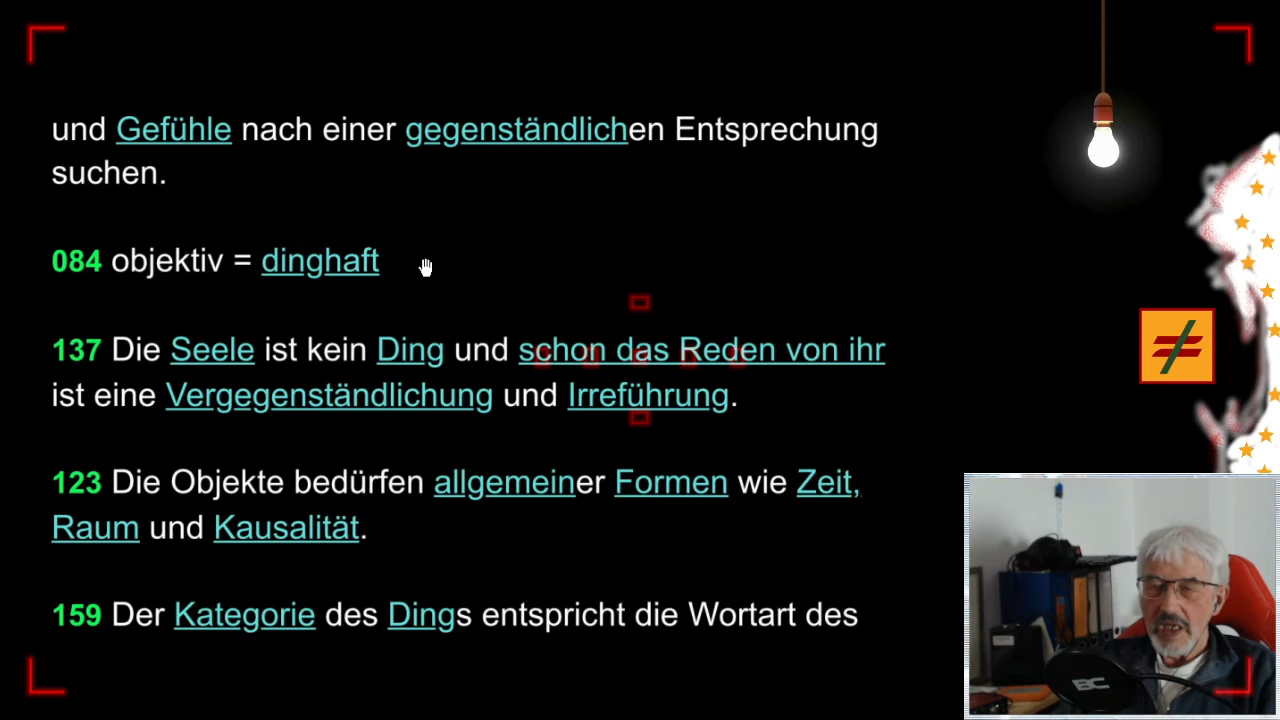 und Gefühle nach einer gegenständlichen Entsprechung
suchen.
084 objektiv = dinghaft
137 Die Seele ist kein Ding und schon das Reden von ihr
ist eine Vergegenständlichung und Irreführung.
123 Die Objekte bedürfen allgemeiner Formen wie Zeit,
Raum und Kausalität.
159 Der Kategorie des Dings entspricht die Wortart des
≠
BC